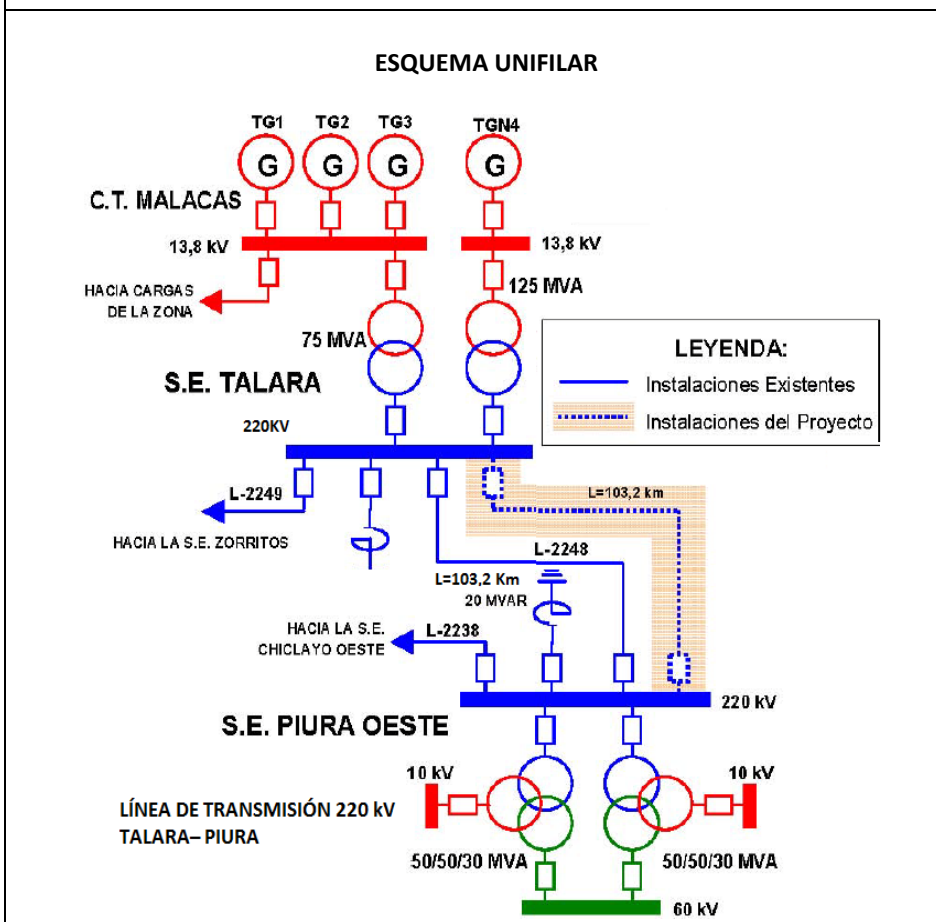 ESQUEMA UNIFILAR
TG1 TG2 TG3 TGN4
G G G G
C.T. MALACAS
13,8 kV 13,8 kV
HACIA CARGAS
DE LA ZONA
125 MVA
75 MVA
LEYENDA:
Instalaciones Existentes
Instalaciones del Proyecto
S.E. TALARA
220KV
L-2249
L=103,2 km
HACIA LA S.E. ZORRITOS
L-2248
L=103,2 Km
20 MVAR
HACIA LA S.E.
CHICLAYO OESTE
L-2238
220 kV
S.E. PIURA OESTE
10 kV 10 kV
LÍNEA DE TRANSMISIÓN 220 kV
TALARA– PIURA
50/50/30 MVA 50/50/30 MVA
60 kV